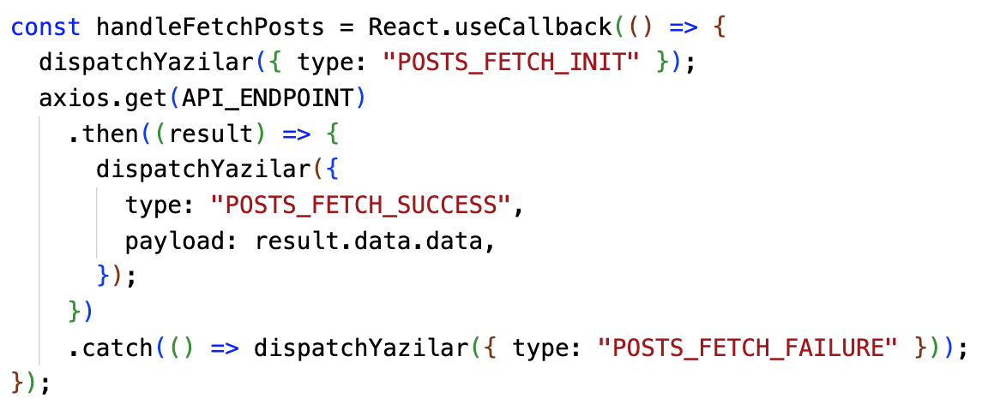 const handleFetchPosts = React.useCallback(() => {
  dispatchYazilar({ type: "POSTS_FETCH_INIT" });
  axios.get(API_ENDPOINT)
    .then((result) => {
      dispatchYazilar({
        type: "POSTS_FETCH_SUCCESS",
        payload: result.data.data,
      });
    })
    .catch(() => dispatchYazilar({ type: "POSTS_FETCH_FAILURE" }));
});